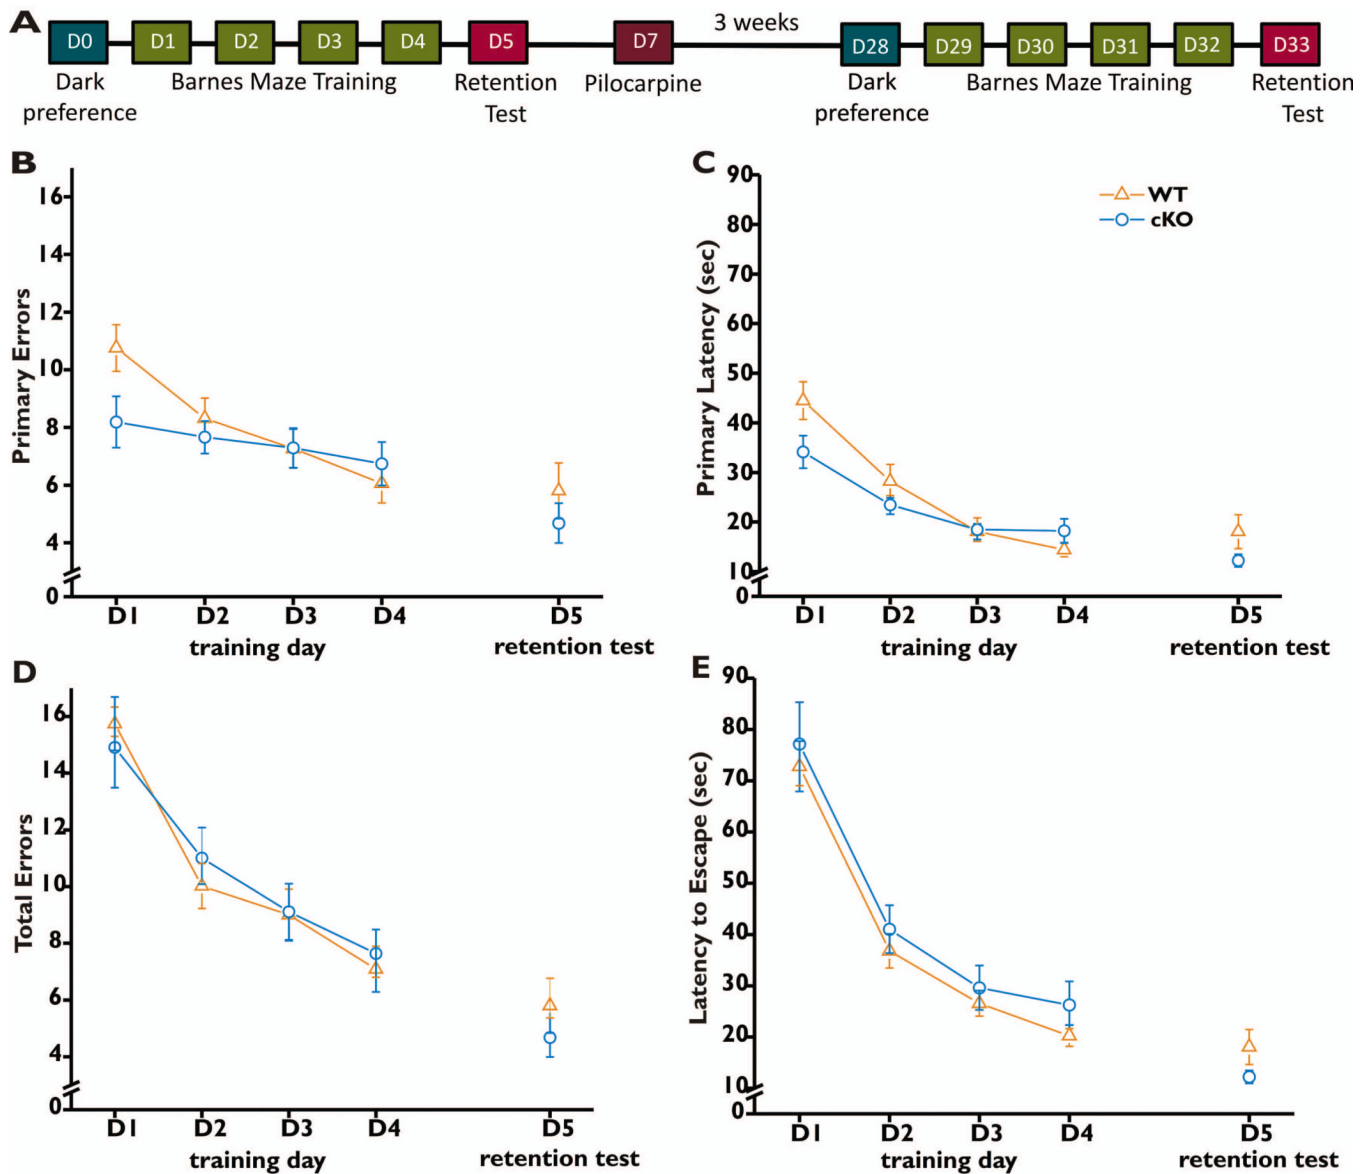 A
3 weeks
D0 D1 D2 D3 D4 D5 D7 D28 D29 D30 D31 D32 D33
Dark preference
Barnes Maze Training
Retention Test
Pilocarpine
Dark preference
Barnes Maze Training
Retention Test
B
Primary Errors
16
14
12
10
8
6
4
0
D1 D2 D3 D4 D5
training day retention test
C
Primary Latency (sec)
90
80
70
60
50
40
30
20
10
0
WT
cKO
D1 D2 D3 D4 D5
training day retention test
D
Total Errors
16
14
12
10
8
6
4
0
D1 D2 D3 D4 D5
training day retention test
E
Latency to Escape (sec)
90
80
70
60
50
40
30
20
10
0
D1 D2 D3 D4 D5
training day retention test